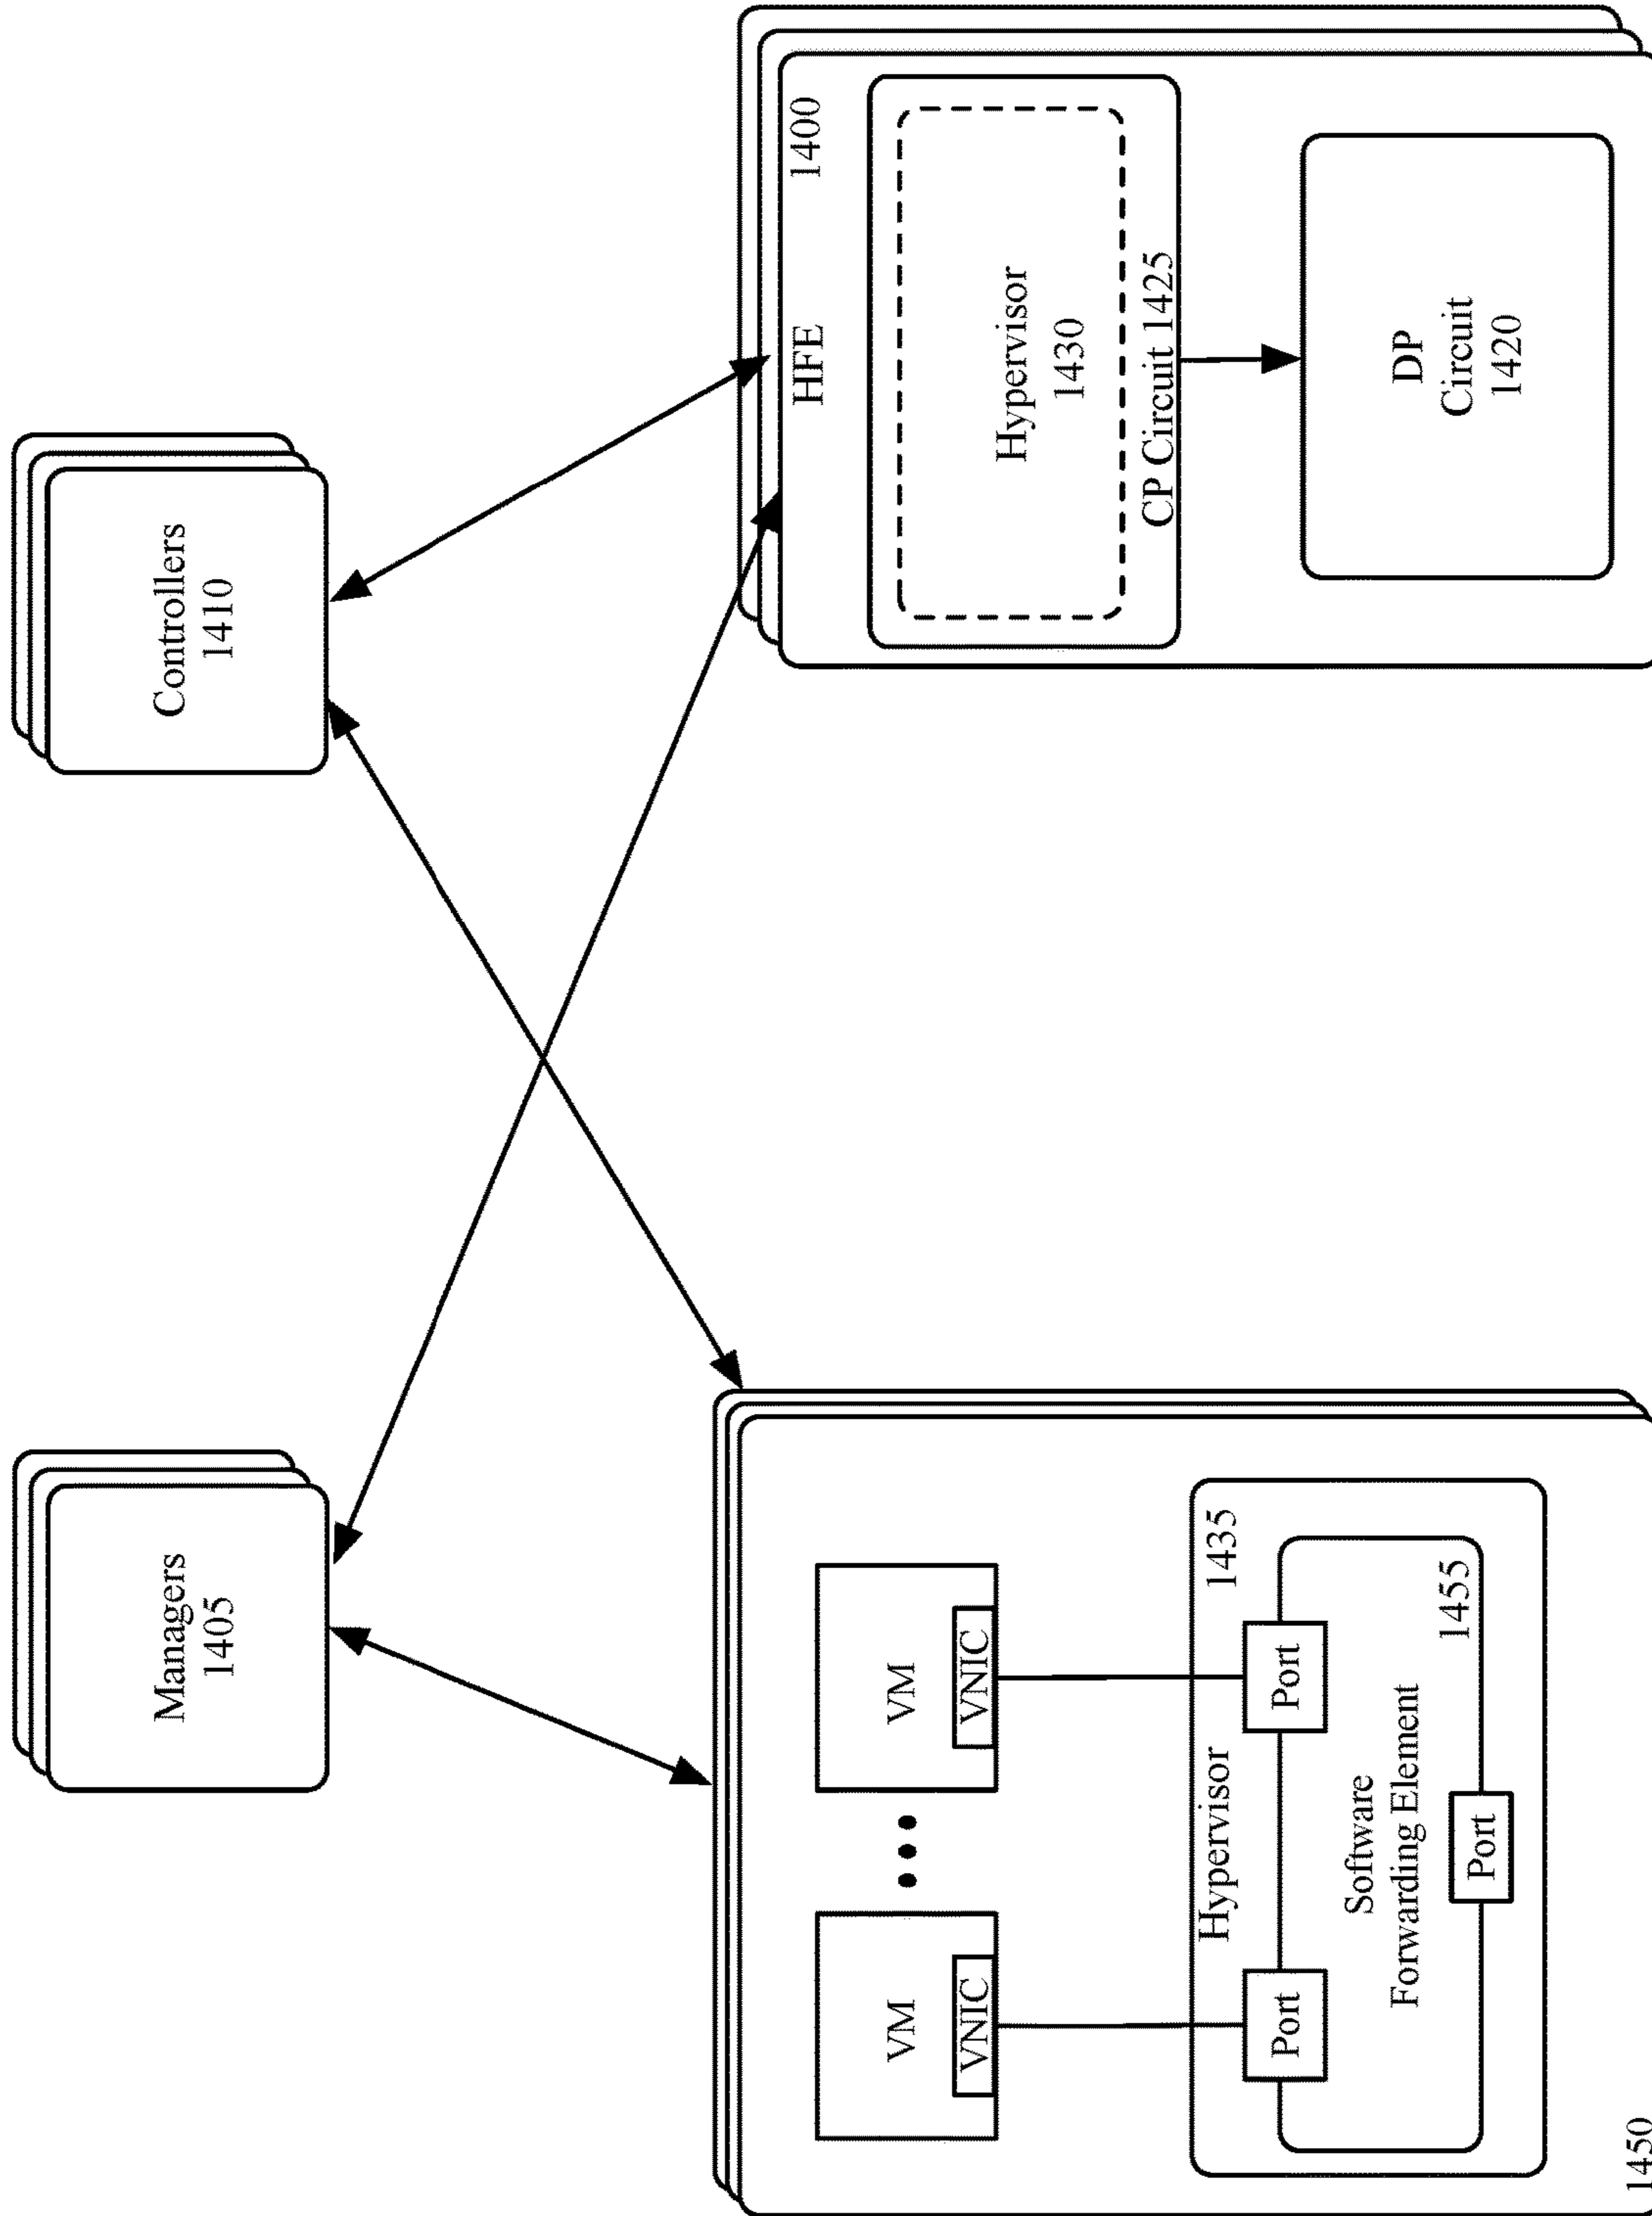 Managers
1405
Controllers
1410
VM
VNIC
VM
VNIC
Hypervisor
1435
Port
Port
Software
Forwarding Element
1455
Port
1450
HFE
1400
Hypervisor
1430
CP Circuit 1425
DP
Circuit
1420